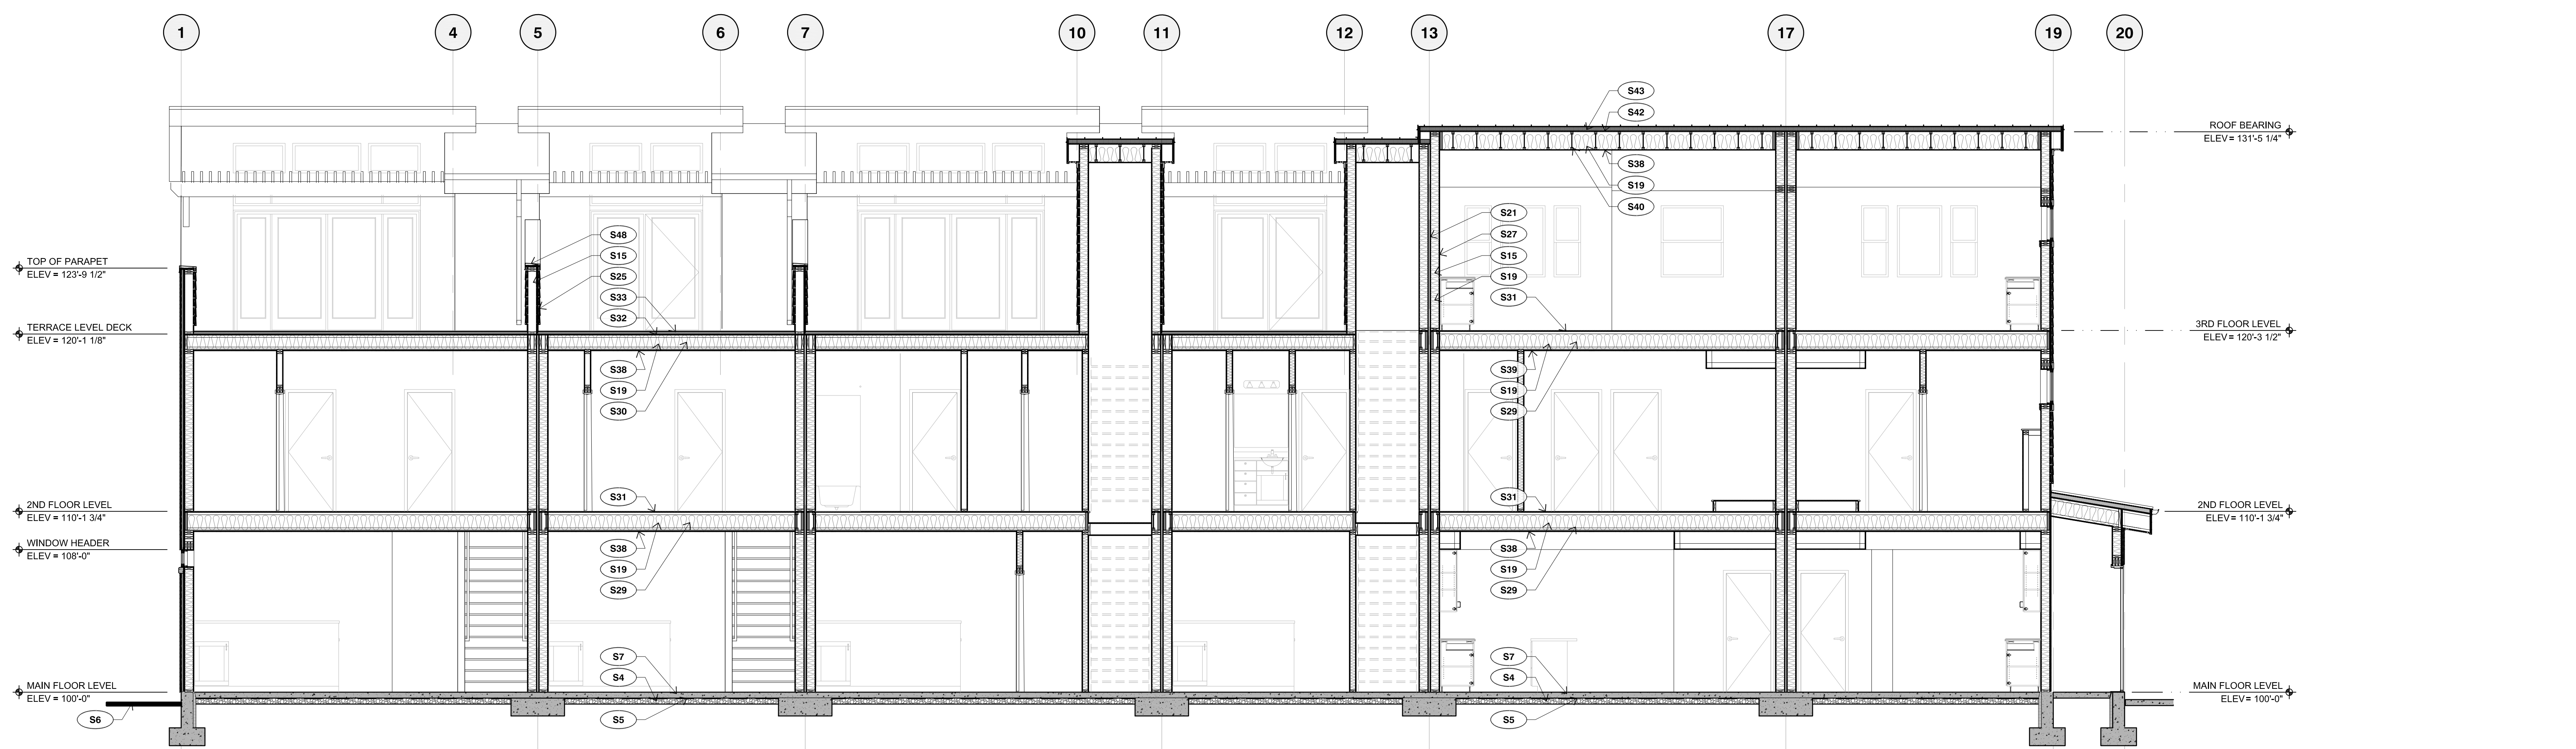 1 4 5 6 7 10 11 12 13 17 19 20
S43
S42
ROOF BEARING
ELEV = 131'-5 1/4"
S38
S19
S40
S21
S27
S15
S19
S31
S48
S15
S25
S33
S32
TOP OF PARAPET
ELEV = 123'-9 1/2"
TERRACE LEVEL DECK
ELEV = 120'-1 1/8"
3RD FLOOR LEVEL
ELEV = 120'-3 1/2"
S38
S19
S30
S39
S19
S29
S31
S31
2ND FLOOR LEVEL
ELEV = 110'-1 3/4"
2ND FLOOR LEVEL
ELEV = 110'-1 3/4"
WINDOW HEADER
ELEV = 108'-0"
S38
S19
S29
S38
S19
S29
S7
S4
S5
S7
S4
S5
MAIN FLOOR LEVEL
ELEV = 100'-0"
S6
MAIN FLOOR LEVEL
ELEV = 100'-0"